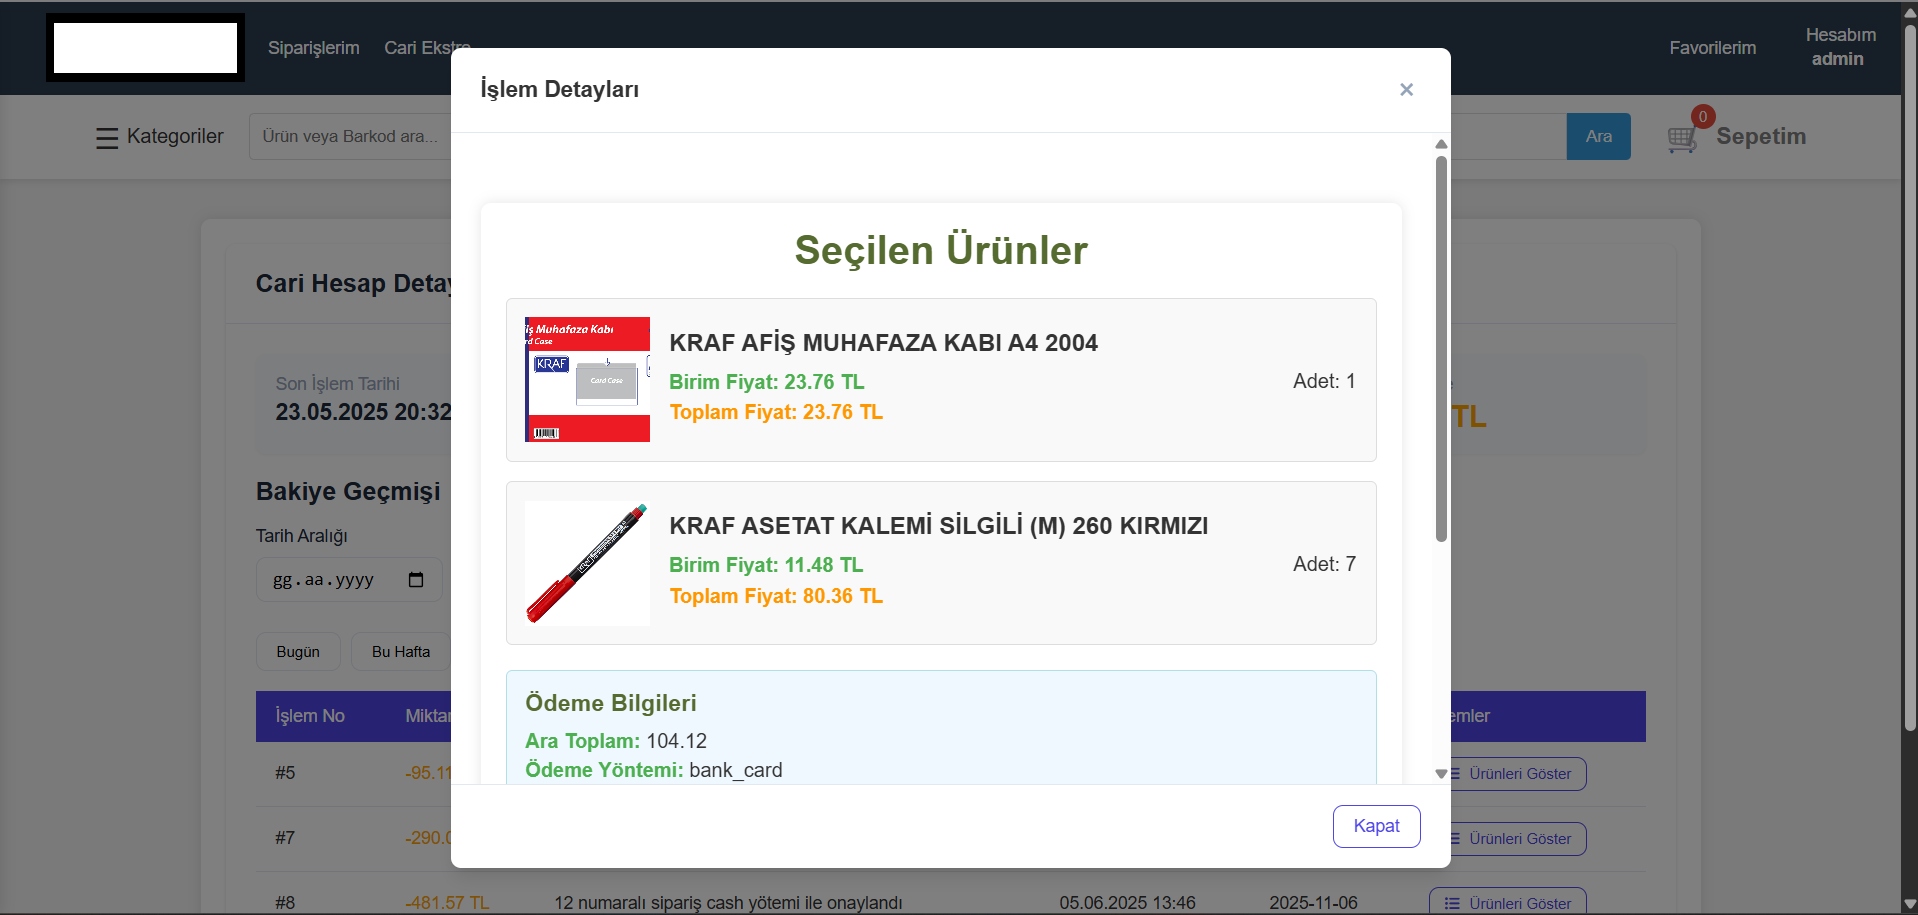 Siparişlerim
Cari Ekstre
Favorilerim
Hesabım
admin
Kategoriler
Ürün veya Barkod ara...
Ara
0
Sepetim
İşlem Detayları
×
Seçilen Ürünler
iş Muhafaza Kabı
rd Case
KRAF
Card Case
KRAF AFİŞ MUHAFAZA KABI A4 2004
Birim Fiyat: 23.76 TL
Toplam Fiyat: 23.76 TL
Adet: 1
KRAF ASETAT KALEMİ SİLGİLİ (M) 260 KIRMIZI
Birim Fiyat: 11.48 TL
Toplam Fiyat: 80.36 TL
Adet: 7
Ödeme Bilgileri
Ara Toplam: 104.12
Ödeme Yöntemi: bank_card
Kapat
Cari Hesap Detay
Son İşlem Tarihi
23.05.2025 20:32
TL
Bakiye Geçmişi
Tarih Aralığı
gg.aa.yyyy
Bugün
Bu Hafta
İşlem No
Miktar
emler
#5
-95.11
Ürünleri Göster
#7
-290.0
Ürünleri Göster
#8
-481.57 TL
12 numaralı sipariş cash yötemi ile onaylandı
05.06.2025 13:46
2025-11-06
Ürünleri Göster